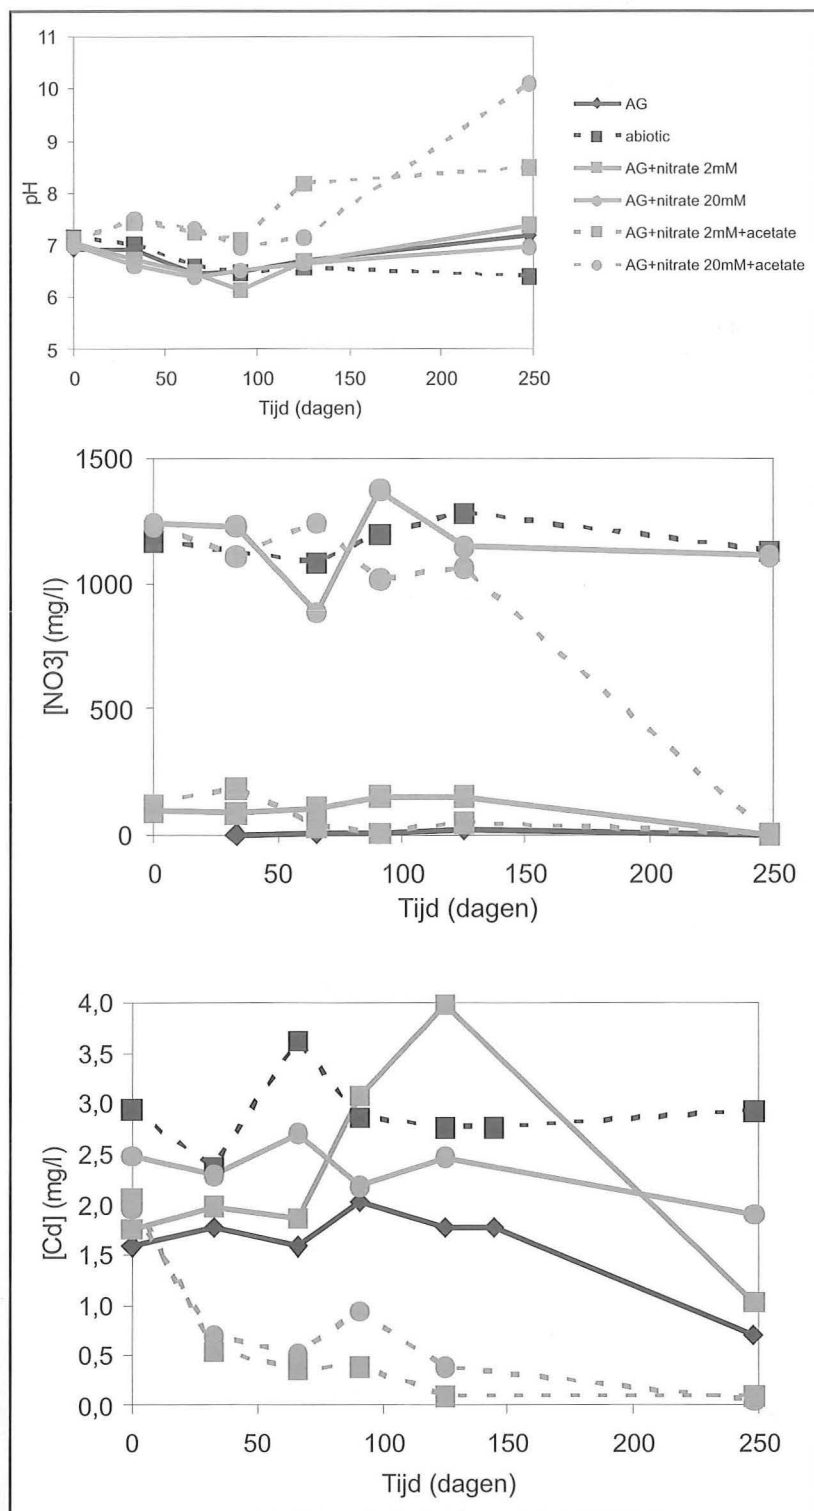 11
10
9
8
7
6
5
pH
0 50 100 150 200 250
Tijd (dagen)
AG
abiotic
AG+nitrate 2mM
AG+nitrate 20mM
AG+nitrate 2mM+acetate
AG+nitrate 20mM+acetate
1500
1000
500
0
[NO3] (mg/l)
0 50 100 150 200 250
Tijd (dagen)
4,0
3,5
3,0
2,5
2,0
1,5
1,0
0,5
0,0
[Cd] (mg/l)
0 50 100 150 200 250
Tijd (dagen)